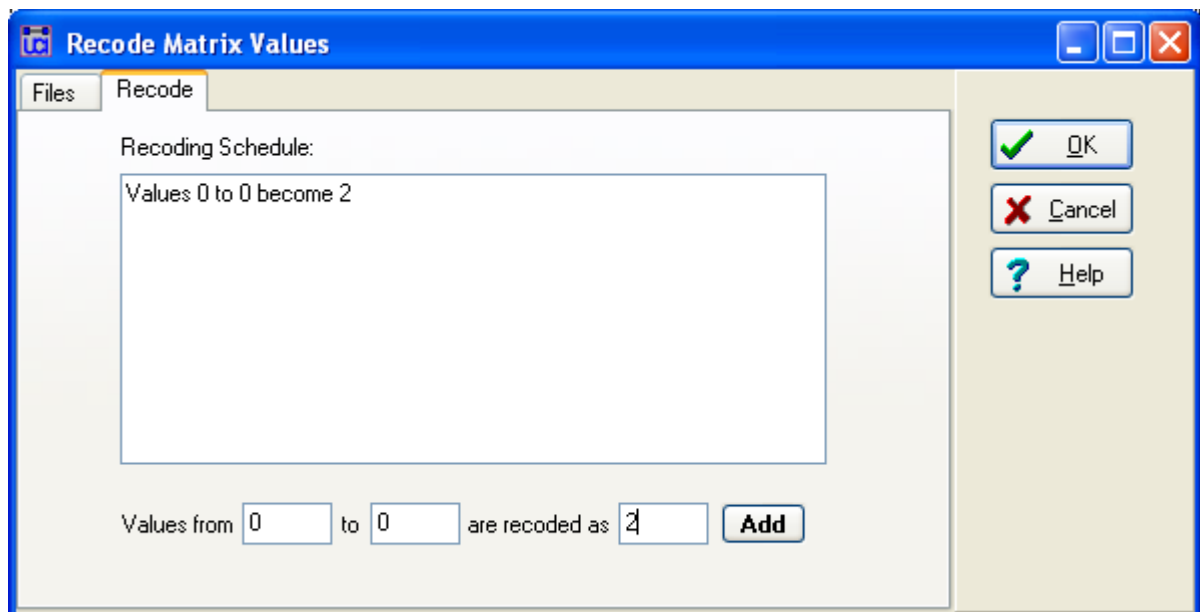 UC Recode Matrix Values
Files Recode
Recoding Schedule:
Values 0 to 0 become 2
Values from 0 to 0 are recoded as 2 Add
OK
Cancel
? Help